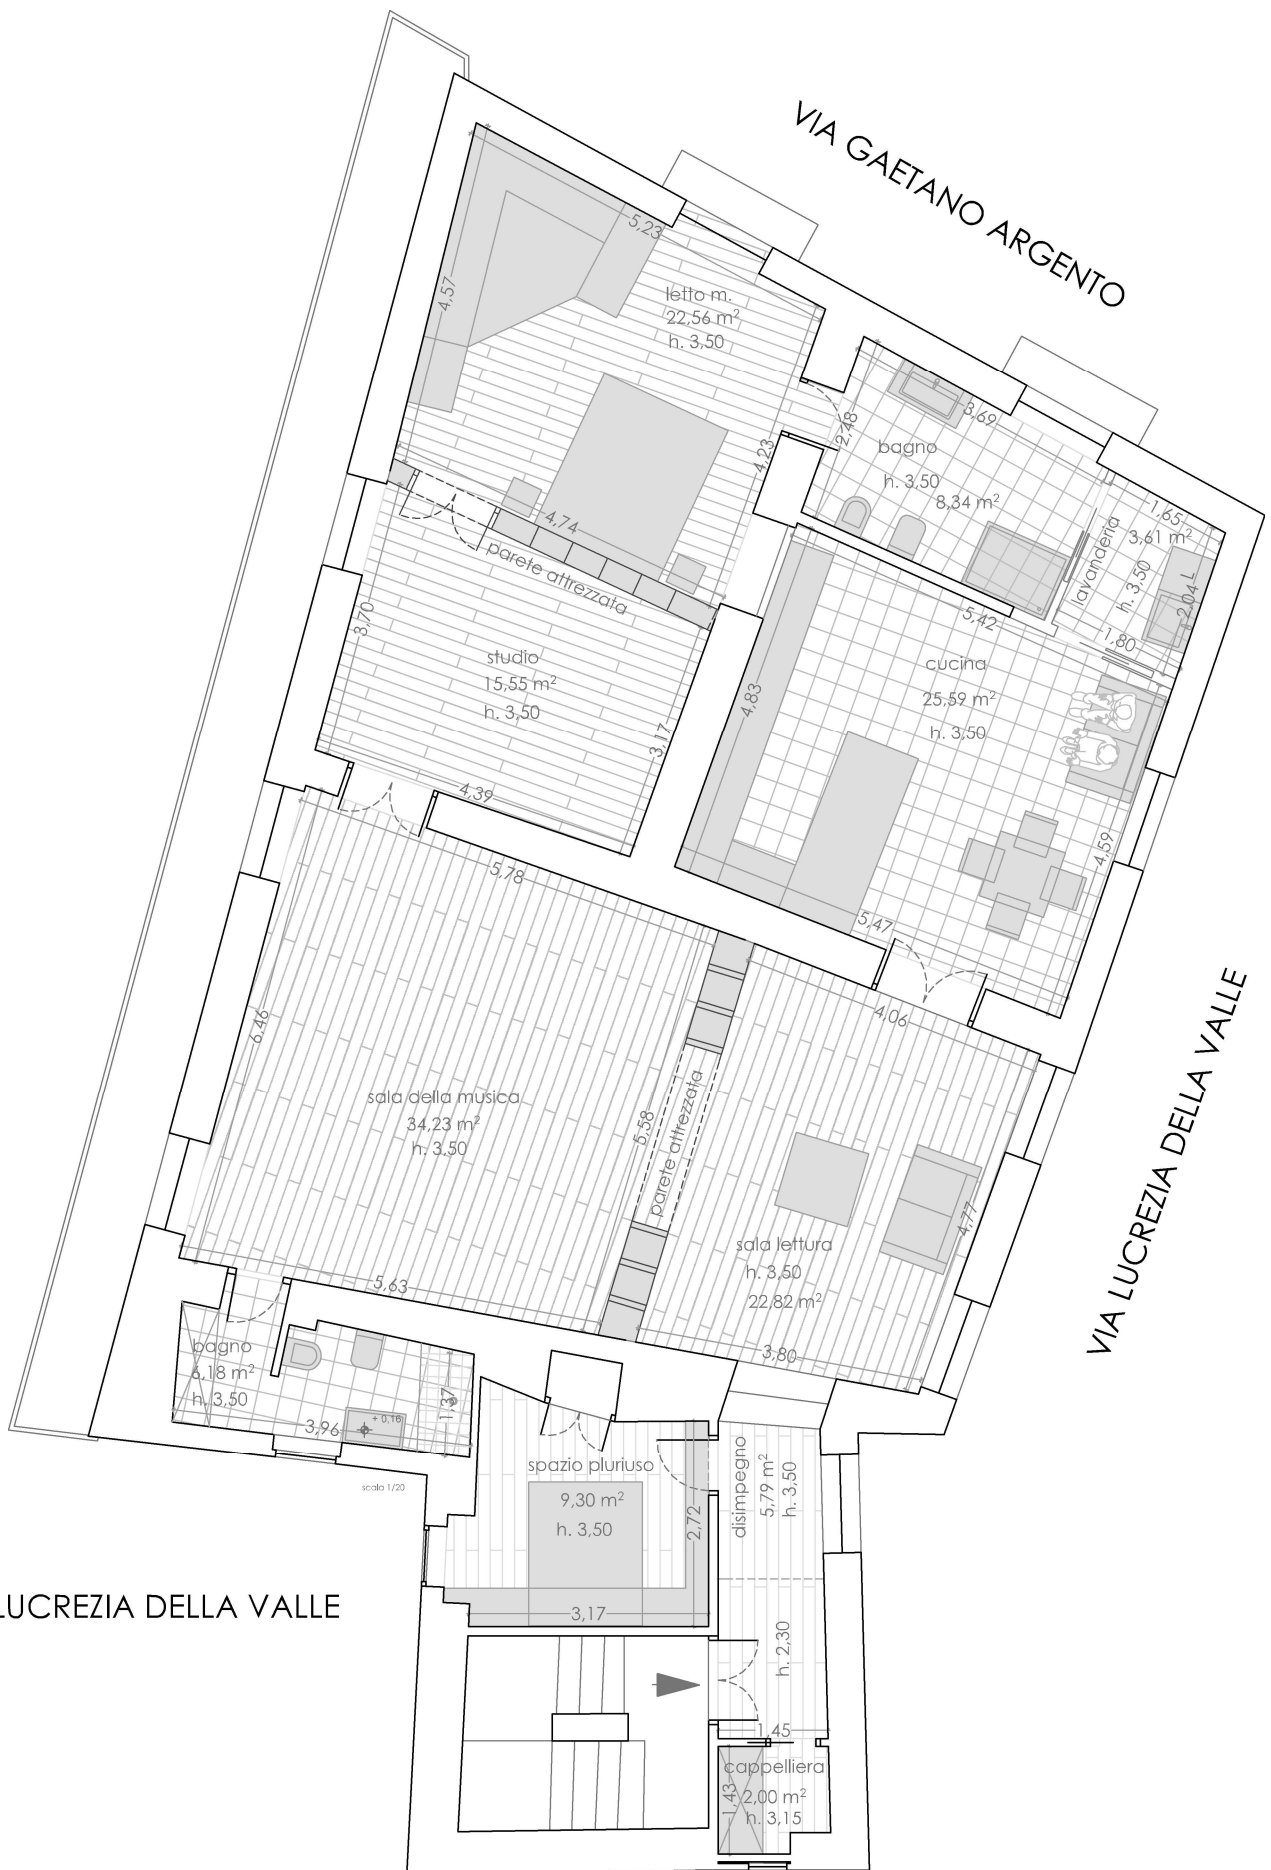 VIA GAETANO ARGENTO
5,23
4,57
letto m.
22,56 m²
h. 3,50
4,23
4,74
parete attrezzata
2,48
3,69
bagno
h. 3,50
8,34 m²
1,65
3,61 m²
lavanderia
h. 3,50
2,04
L
1,80
3,70
studio
15,55 m²
h. 3,50
3,17
4,39
5,42
cucina
25,59 m²
h. 3,50
4,83
4,59
5,47
5,78
6,46
sala della musica
34,23 m²
h. 3,50
5,58
parete attrezzata
5,63
4,06
sala lettura
h. 3,50
22,82 m²
4,77
3,80
VIA LUCREZIA DELLA VALLE
bagno
6,18 m²
h. 3,50
3,96
+ 0,16
1,37
scala 1/20
spazio pluriuso
9,30 m²
h. 3,50
2,72
3,17
disimpegno
5,79 m²
h. 3,50
h. 2,30
1,45
LUCREZIA DELLA VALLE
cappelliera
2,00 m²
h. 3,15
1,43